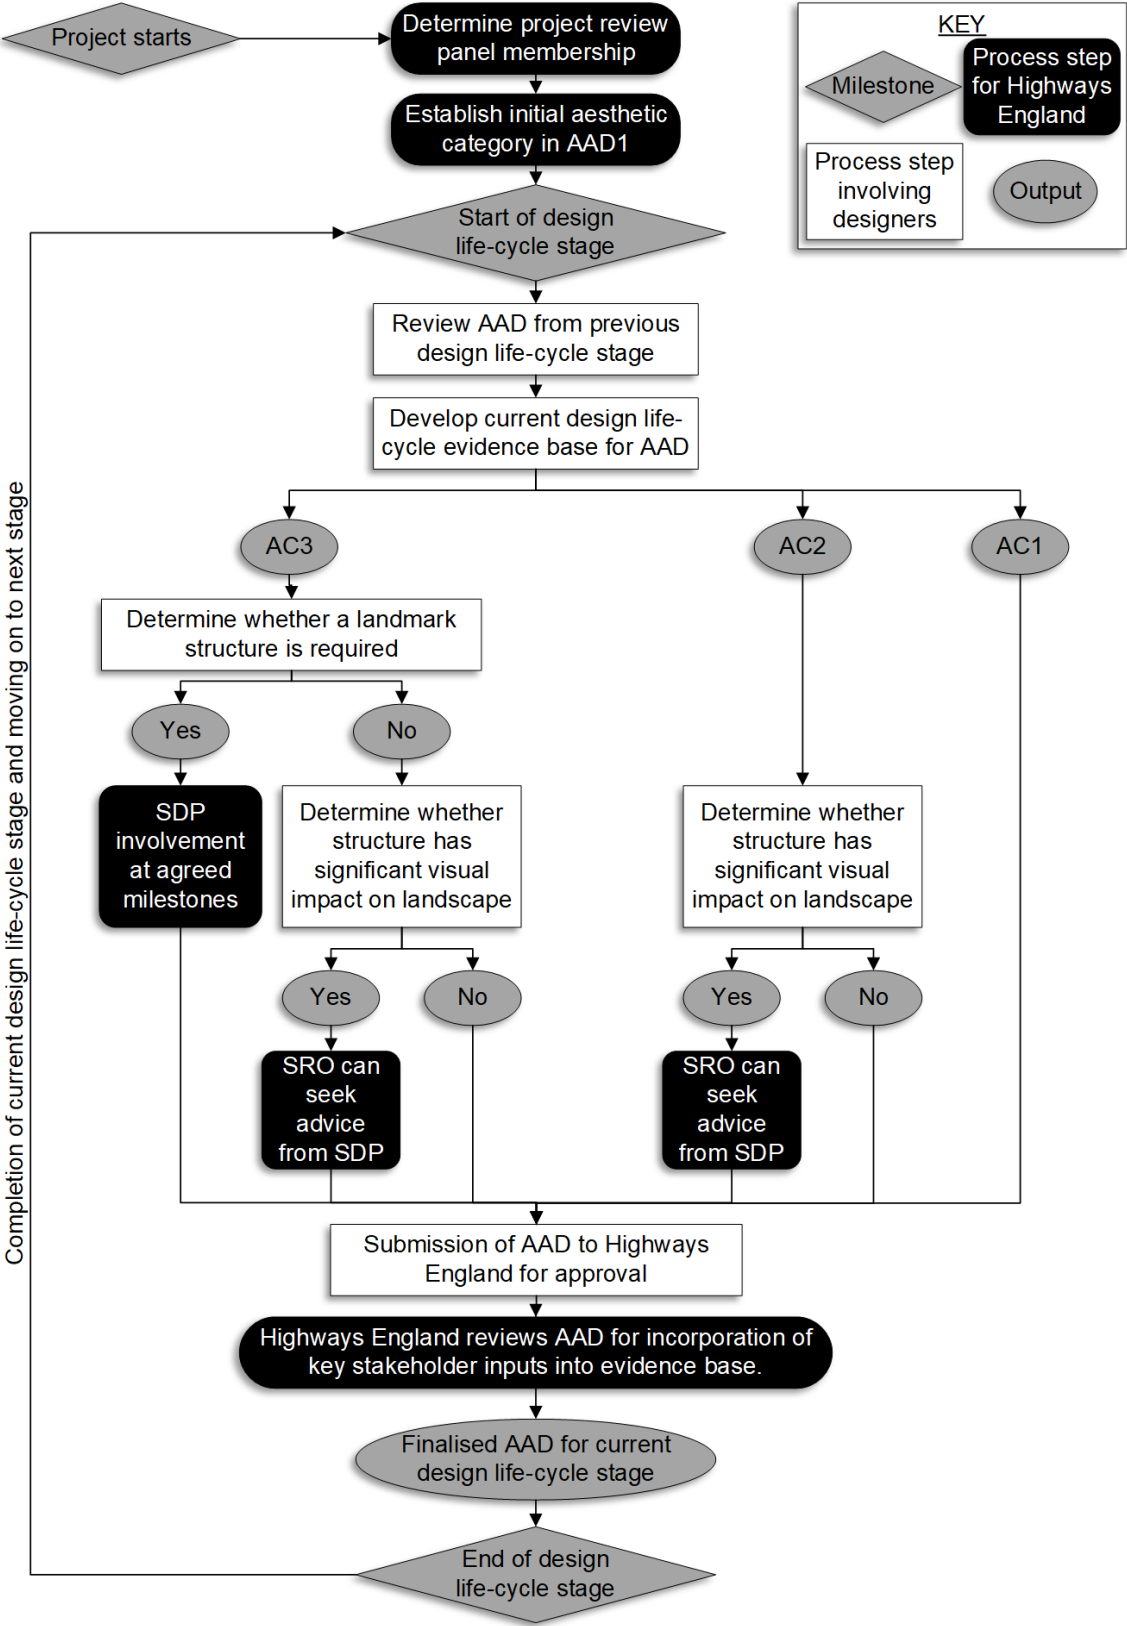 Project starts
Determine project review
panel membership
KEY
Milestone
Process step
for Highways
England
Process step
involving
designers
Output
Establish initial aesthetic
category in AAD1
Start of design
life-cycle stage
Review AAD from previous
design life-cycle stage
Develop current design life-
cycle evidence base for AAD
AC3
AC2
AC1
Determine whether a landmark
structure is required
Yes
No
SDP
involvement
at agreed
milestones
Determine whether
structure has
significant visual
impact on landscape
Determine whether
structure has
significant visual
impact on landscape
Yes
No
Yes
No
SRO can
seek
advice
from SDP
SRO can
seek
advice
from SDP
Submission of AAD to Highways
England for approval
Highways England reviews AAD for incorporation of
key stakeholder inputs into evidence base.
Finalised AAD for current
design life-cycle stage
End of design
life-cycle stage
Completion of current design life-cycle stage and moving on to next stage